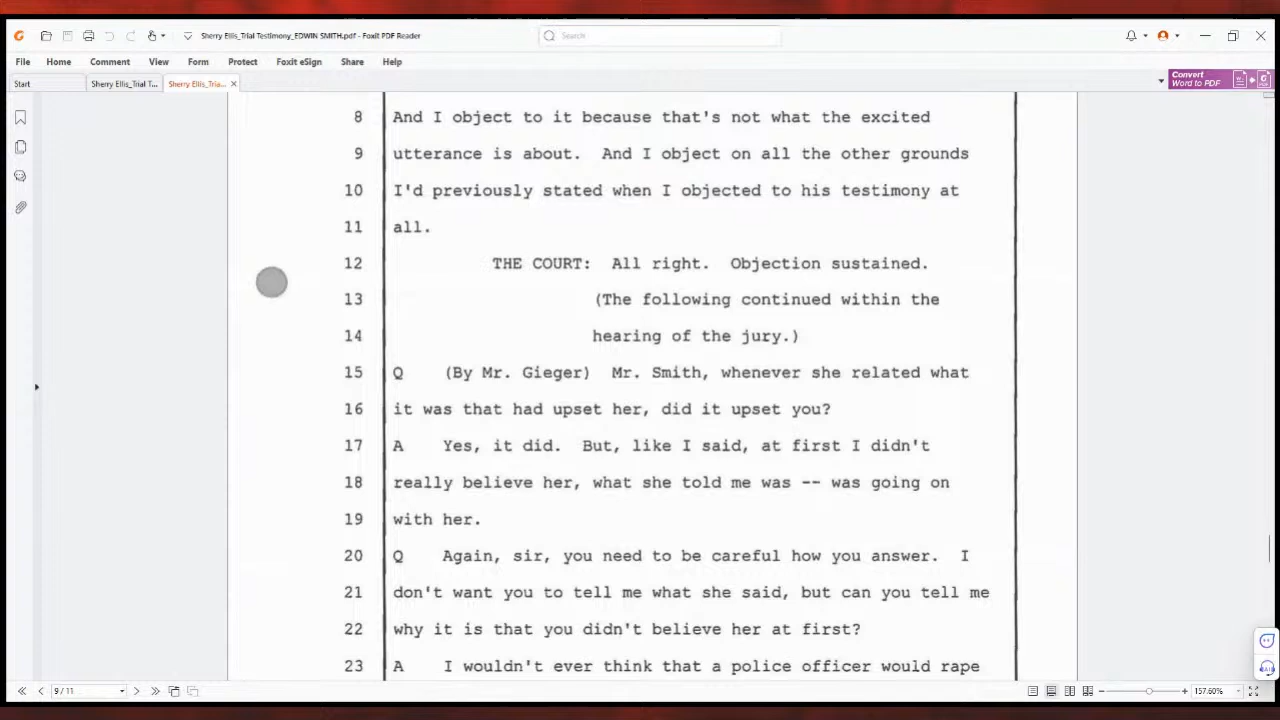 Sherry Ellis_Trial Testimony_EDWIN SMITH.pdf - Foxit PDF Reader
Search
File Home Comment View Form Protect Foxit eSign Share Help
Start Sherry Ellis_Trial T... Sherry Ellis_Tria...
Convert
Word to PDF
8 And I object to it because that's not what the excited
9 utterance is about. And I object on all the other grounds
10 I'd previously stated when I objected to his testimony at
11 all.
12 THE COURT: All right. Objection sustained.
13 (The following continued within the
14 hearing of the jury.)
15 Q (By Mr. Gieger) Mr. Smith, whenever she related what
16 it was that had upset her, did it upset you?
17 A Yes, it did. But, like I said, at first I didn't
18 really believe her, what she told me was -- was going on
19 with her.
20 Q Again, sir, you need to be careful how you answer. I
21 don't want you to tell me what she said, but can you tell me
22 why it is that you didn't believe her at first?
23 A I wouldn't ever think that a police officer would rape
9 / 11
157.60%